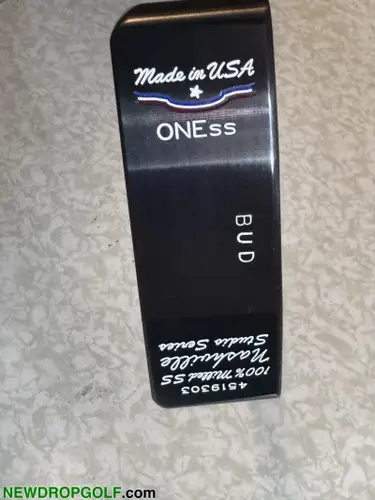 Made in USA
ONESS
BUD
4519303
100% Milled SS
Nashville
Studio Series
NEWDROPGOLF.com